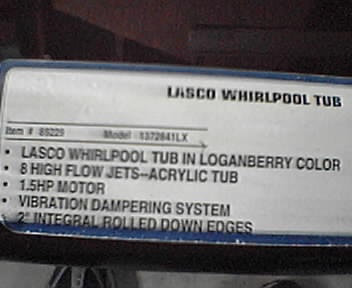 LASCO WHIRLPOOL TUB
Item # 89229 Model 1372841LX
• LASCO WHIRLPOOL TUB IN LOGANBERRY COLOR
• 8 HIGH FLOW JETS--ACRYLIC TUB
• 1.5HP MOTOR
• VIBRATION DAMPERING SYSTEM
• 2" INTEGRAL ROLLED DOWN EDGES